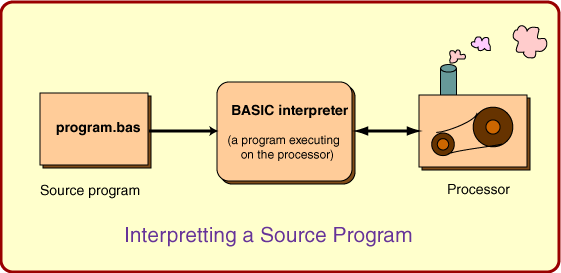 program.bas
Source program
BASIC interpreter
(a program executing
on the processor)
Processor
Interpretting a Source Program